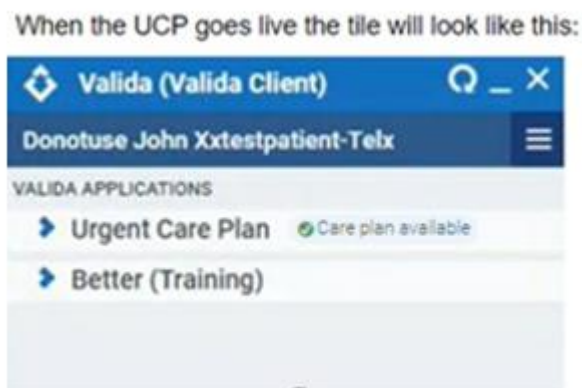 When the UCP goes live the tile will look like this:
Valida (Valida Client)
Donotuse John Xxtestpatient-Telx
VALIDA APPLICATIONS
Urgent Care Plan Care plan available
Better (Training)